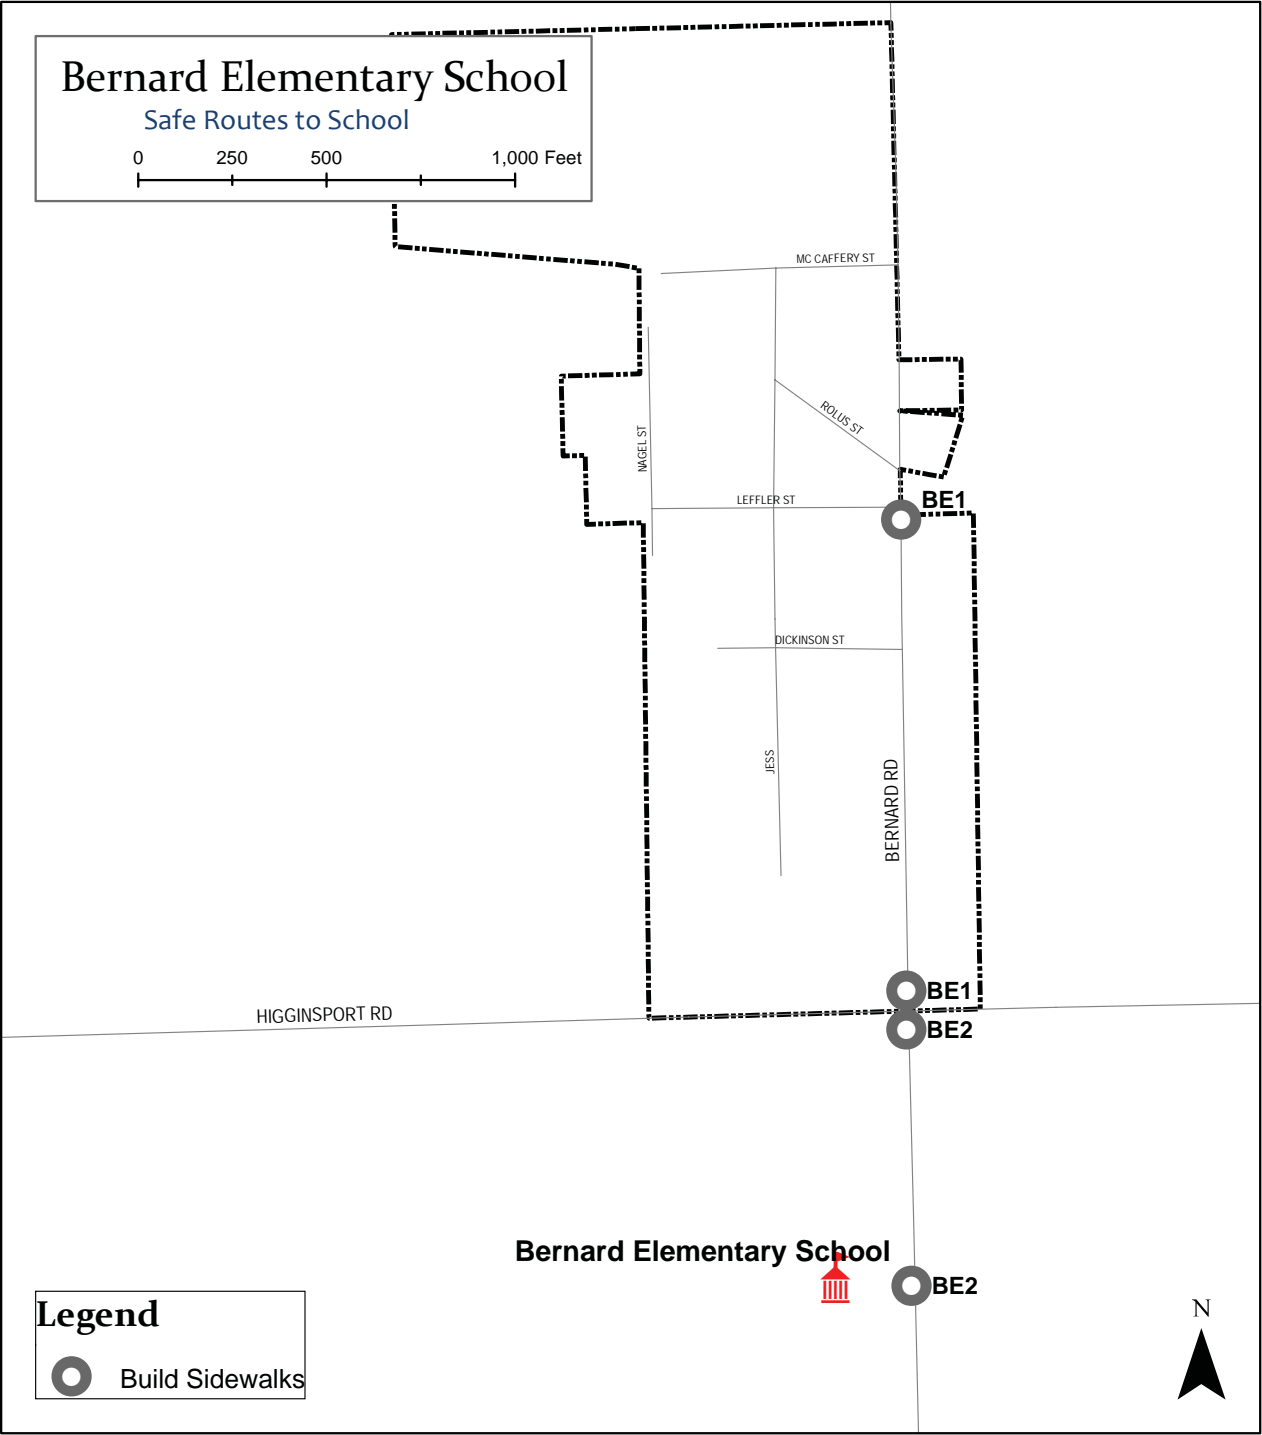 Bernard Elementary School
Safe Routes to School
0 250 500 1,000 Feet
MC CAFFERY ST
ROLUS ST
NAGEL ST
LEFFLER ST
BE1
DICKINSON ST
JESS
BERNARD RD
BE1
HIGGINSPORT RD
BE2
Bernard Elementary School
BE2
Legend
Build Sidewalks
N